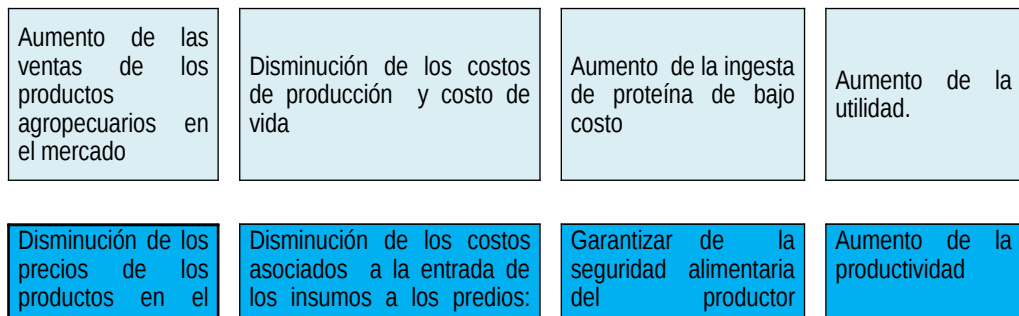 Aumento de las
ventas de los
productos
agropecuarios en
el mercado
Disminución de los costos
de producción y costo de
vida
Aumento de la ingesta
de proteína de bajo
costo
Aumento de la
utilidad.
Disminución de los
precios de los
productos en el
Disminución de los costos
asociados a la entrada de
los insumos a los predios:
Garantizar de la
seguridad alimentaria
del productor
Aumento de la
productividad